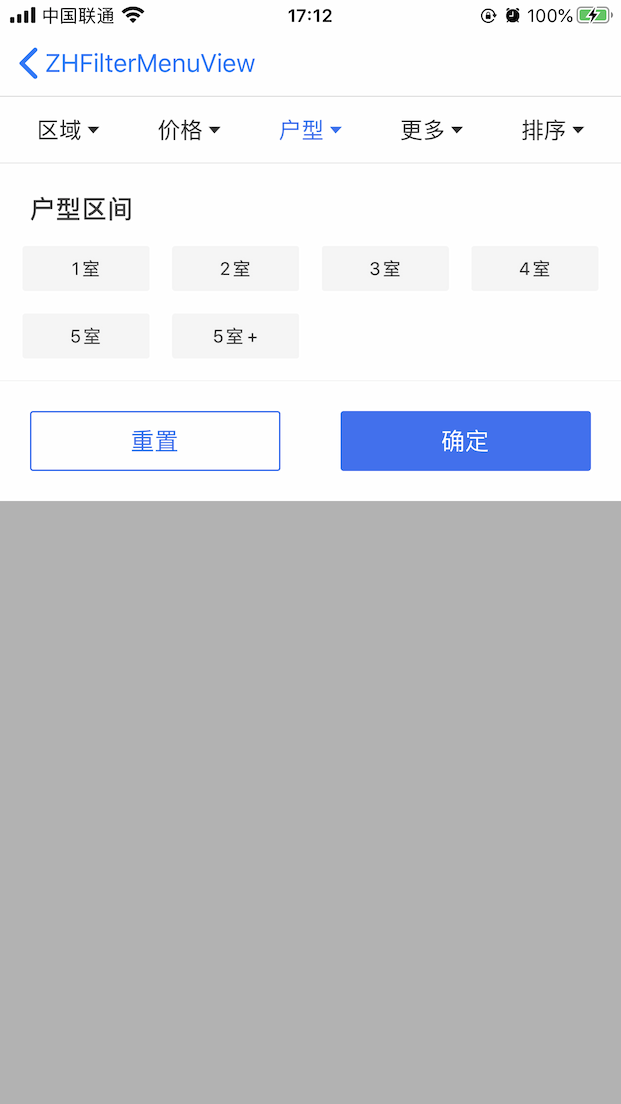 中国联通 17:12 100%
ZHFilterMenuView
区域 价格 户型 更多 排序
户型区间
1室 2室 3室 4室
5室 5室+
重置 确定